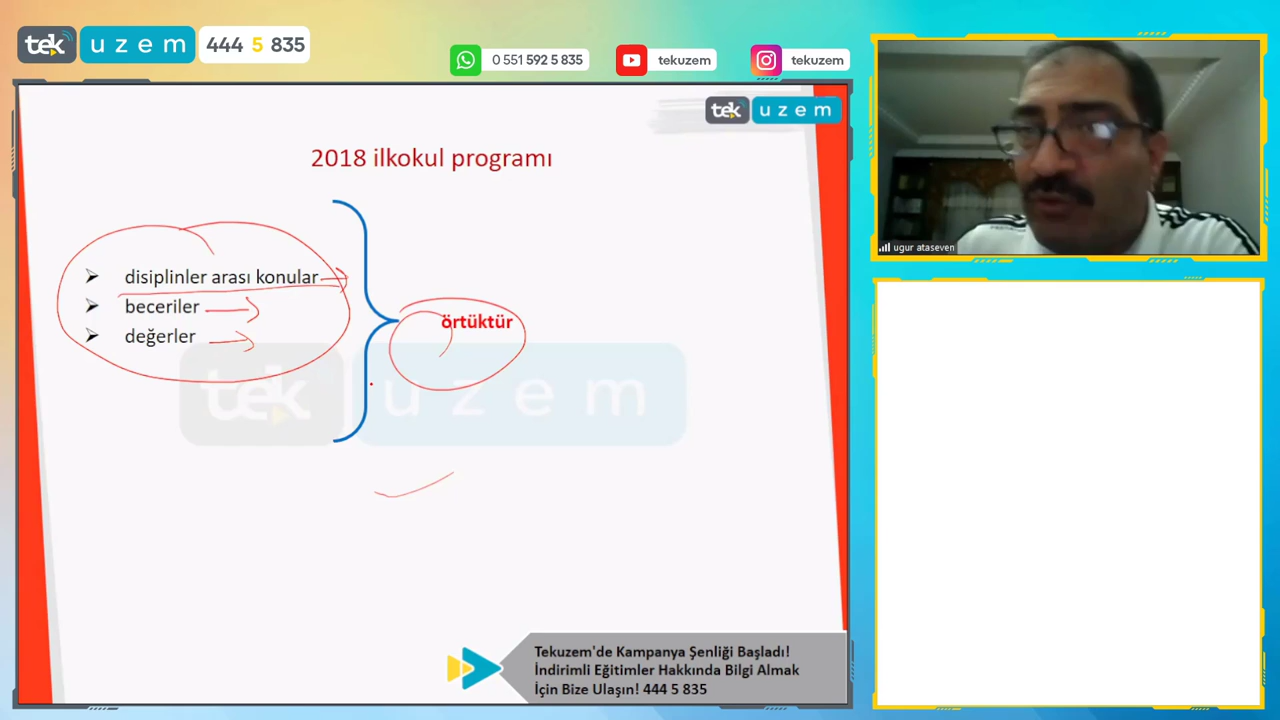 tek uzem 444 5 835
0 551 592 5 835
tekuzem
tekuzem
tek uzem
2018 ilkokul programı
disiplinler arası konular
beceriler
değerler
örtüktür
tek uzem
ugur ataseven
Tekuzem'de Kampanya Şenliği Başladı!
İndirimli Eğitimler Hakkında Bilgi Almak
İçin Bize Ulaşın! 444 5 835